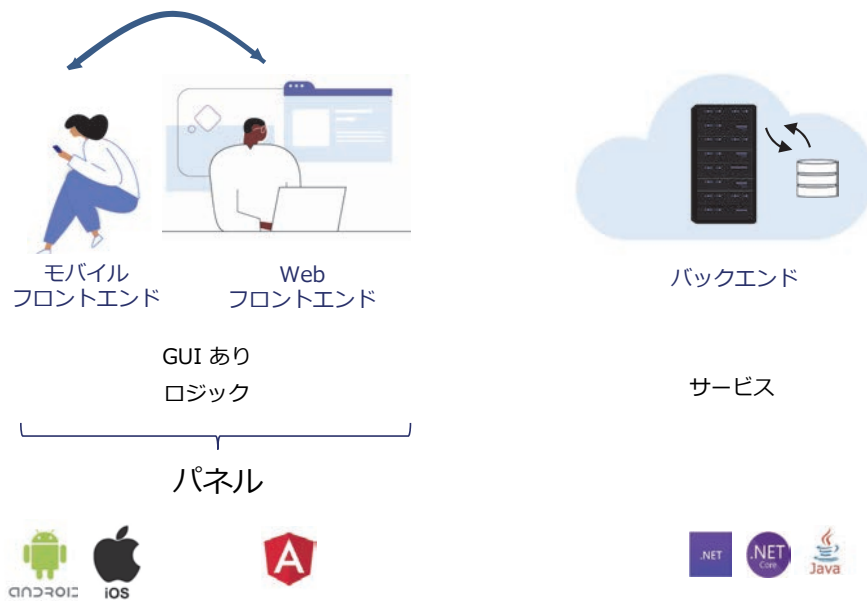 モバイル
フロントエンド
Web
フロントエンド
バックエンド
GUI あり
ロジック
サービス
パネル
ANDROID
iOS
A
.NET
.NET
Core
Java